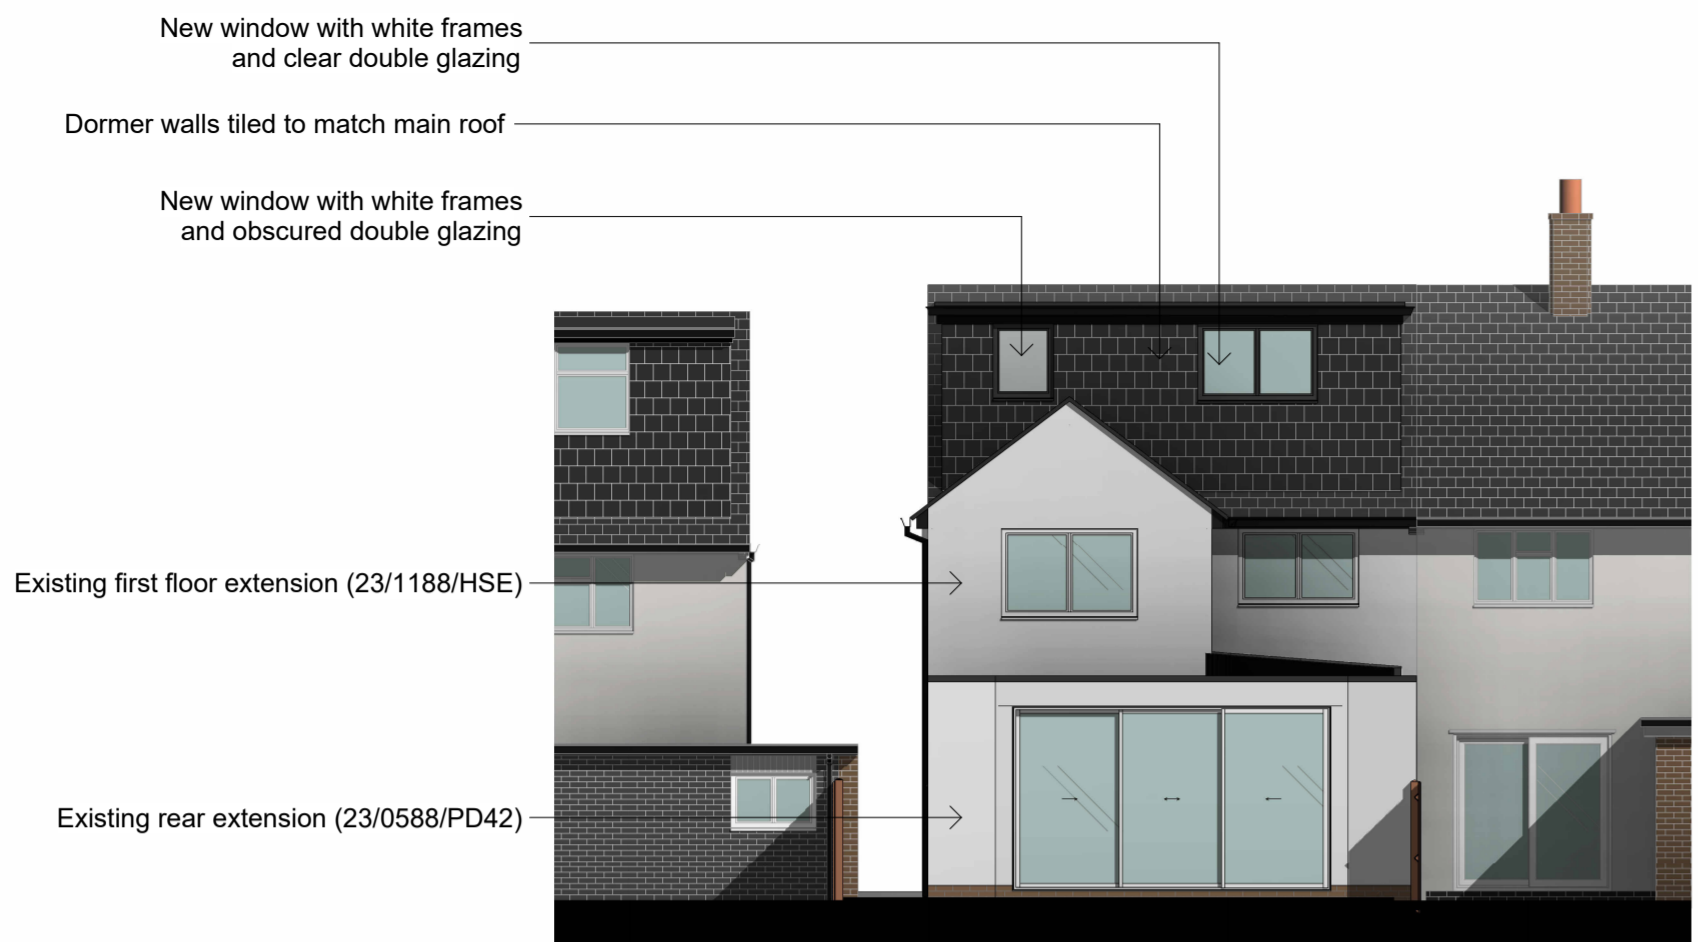 New window with white frames
and clear double glazing
Dormer walls tiled to match main roof
New window with white frames
and obscured double glazing
Existing first floor extension (23/1188/HSE)
Existing rear extension (23/0588/PD42)